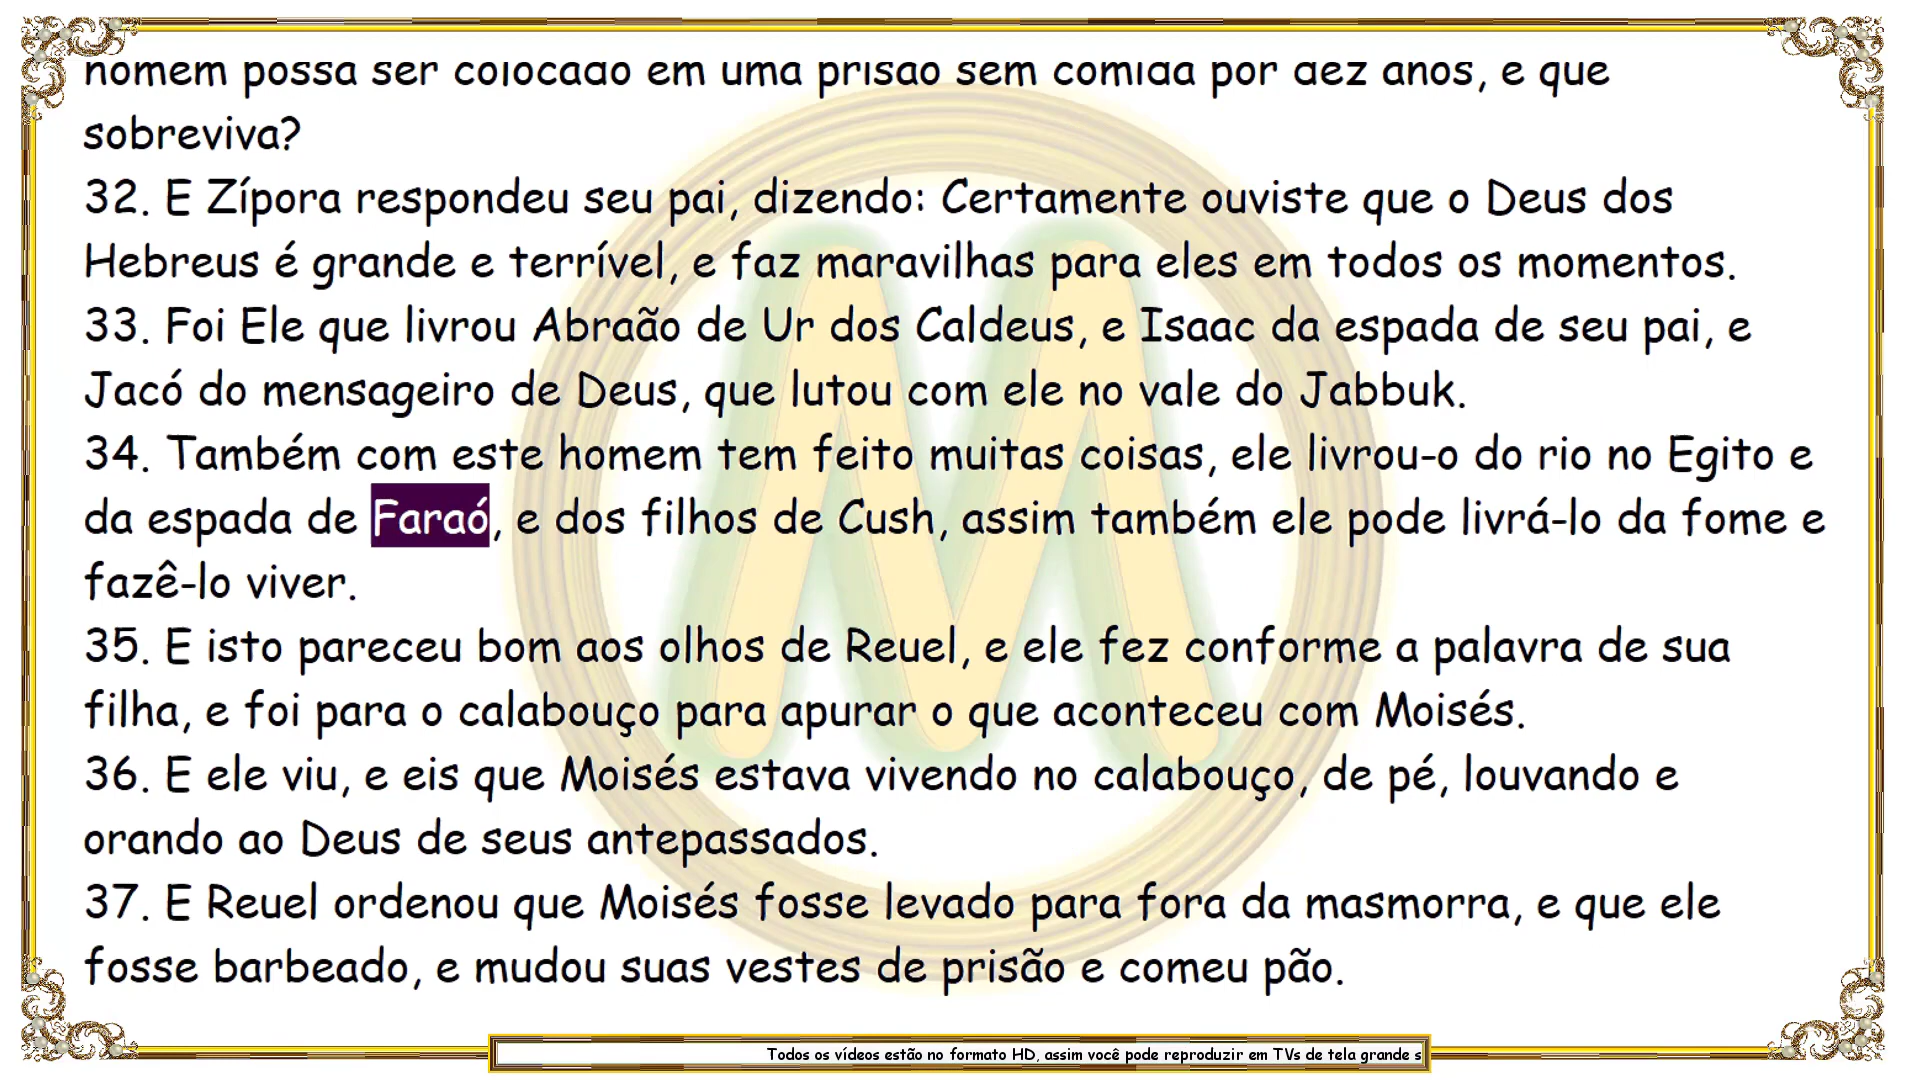 homem possa ser colocado em uma prisão sem comida por dez anos, e que
sobreviva?
32. E Zípora respondeu seu pai, dizendo: Certamente ouviste que o Deus dos
Hebreus é grande e terrível, e faz maravilhas para eles em todos os momentos.
33. Foi Ele que livrou Abraão de Ur dos Caldeus, e Isaac da espada de seu pai, e
Jacó do mensageiro de Deus, que lutou com ele no vale do Jabbuk.
34. Também com este homem tem feito muitas coisas, ele livrou-o do rio no Egito e
da espada de Faraó, e dos filhos de Cush, assim também ele pode livrá-lo da fome e
fazê-lo viver.
35. E isto pareceu bom aos olhos de Reuel, e ele fez conforme a palavra de sua
filha, e foi para o calabouço para apurar o que aconteceu com Moisés.
36. E ele viu, e eis que Moisés estava vivendo no calabouço, de pé, louvando e
orando ao Deus de seus antepassados.
37. E Reuel ordenou que Moisés fosse levado para fora da masmorra, e que ele
fosse barbeado, e mudou suas vestes de prisão e comeu pão.
Todos os vídeos estão no formato HD, assim você pode reproduzir em TVs de tela grande s